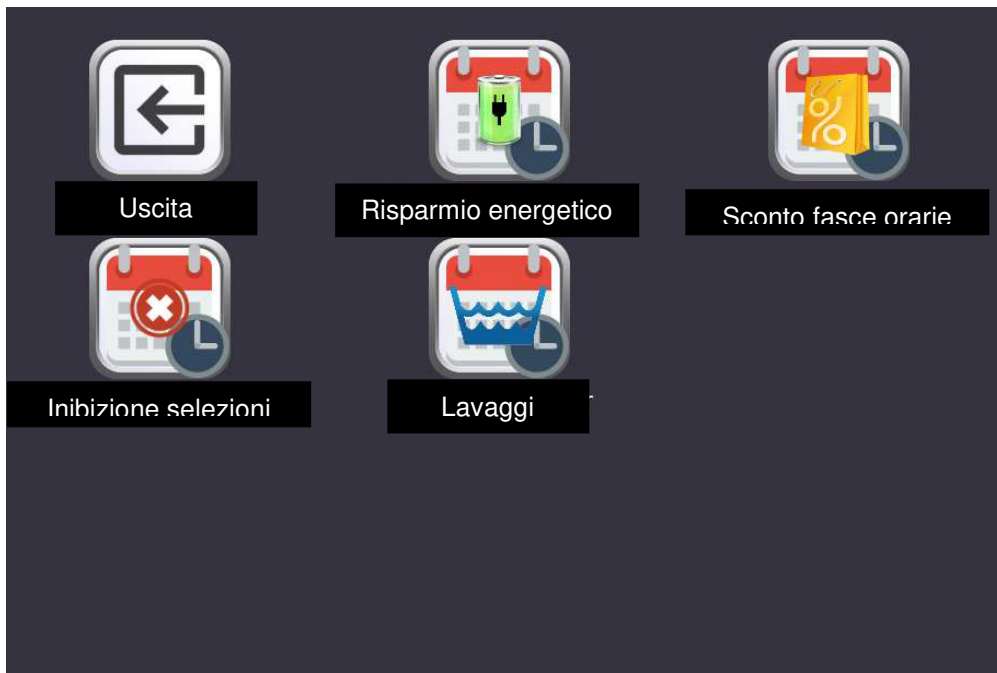 Uscita
Risparmio energetico
Sconto fasce orarie
Inibizione selezioni
Lavaggi